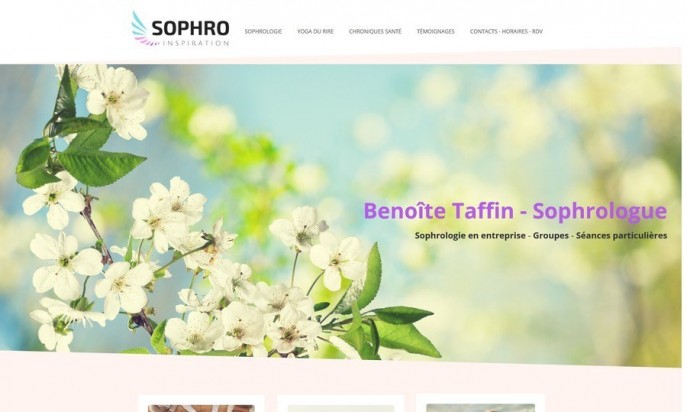 SOPHRO
INSPIRATION
SOPHROLOGIE YOGA DU RIRE CHRONIQUES SANTÉ TÉMOIGNAGES CONTACTS - HORAIRES - RDV
Benoîte Taffin - Sophrologue
Sophrologie en entreprise - Groupes - Séances particulières